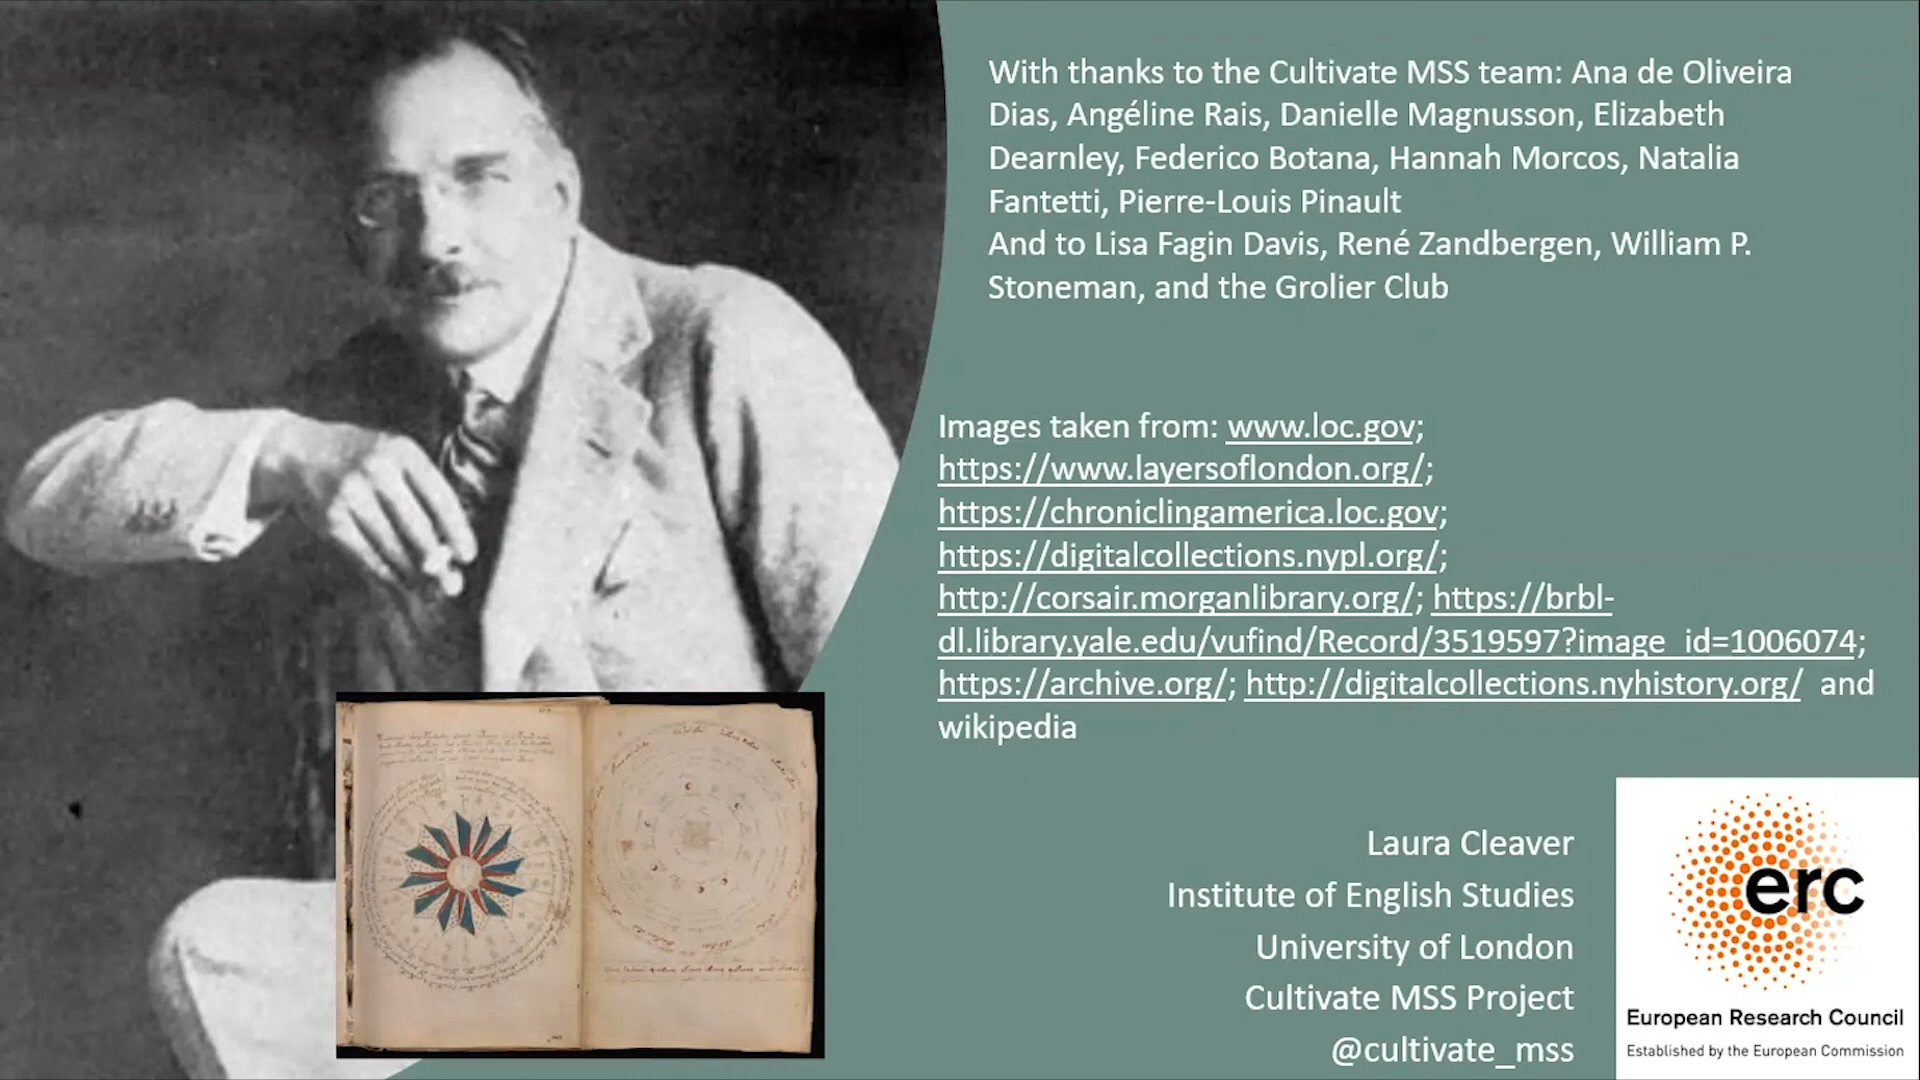 With thanks to the Cultivate MSS team: Ana de Oliveira
Dias, Angéline Rais, Danielle Magnusson, Elizabeth
Dearnley, Federico Botana, Hannah Morcos, Natalia
Fantetti, Pierre-Louis Pinault
And to Lisa Fagin Davis, René Zandbergen, William P.
Stoneman, and the Grolier Club
Images taken from: www.loc.gov;
https://www.layersoflondon.org/;
https://chroniclingamerica.loc.gov;
https://digitalcollections.nypl.org/;
http://corsair.morganlibrary.org/; https://brbl-
dl.library.yale.edu/vufind/Record/3519597?image_id=1006074;
https://archive.org/; http://digitalcollections.nyhistory.org/ and
wikipedia
Laura Cleaver
Institute of English Studies
University of London
Cultivate MSS Project
@cultivate_mss
erc
European Research Council
Established by the European Commission